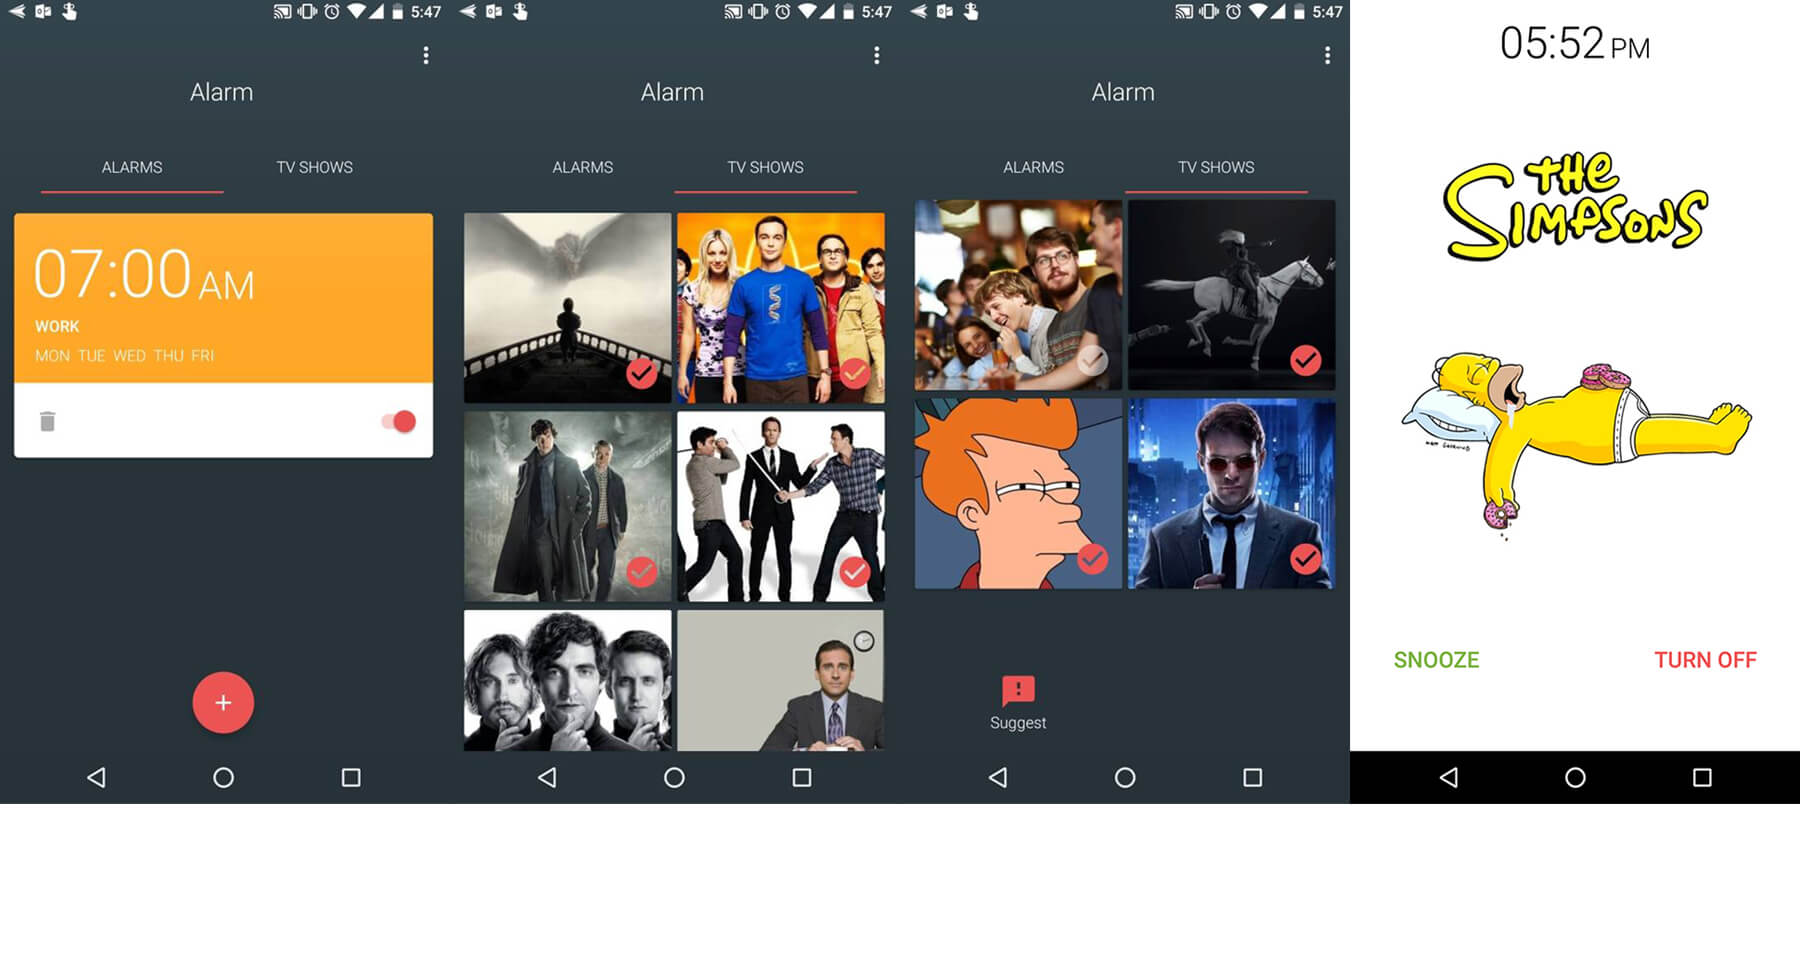 5:47
Alarm
ALARMS TV SHOWS
07:00 AM
WORK
MON TUE WED THU FRI
+
5:47
Alarm
ALARMS TV SHOWS
5:47
Alarm
ALARMS TV SHOWS
Suggest
05:52 PM
THE
SIMPSONS
SNOOZE TURN OFF